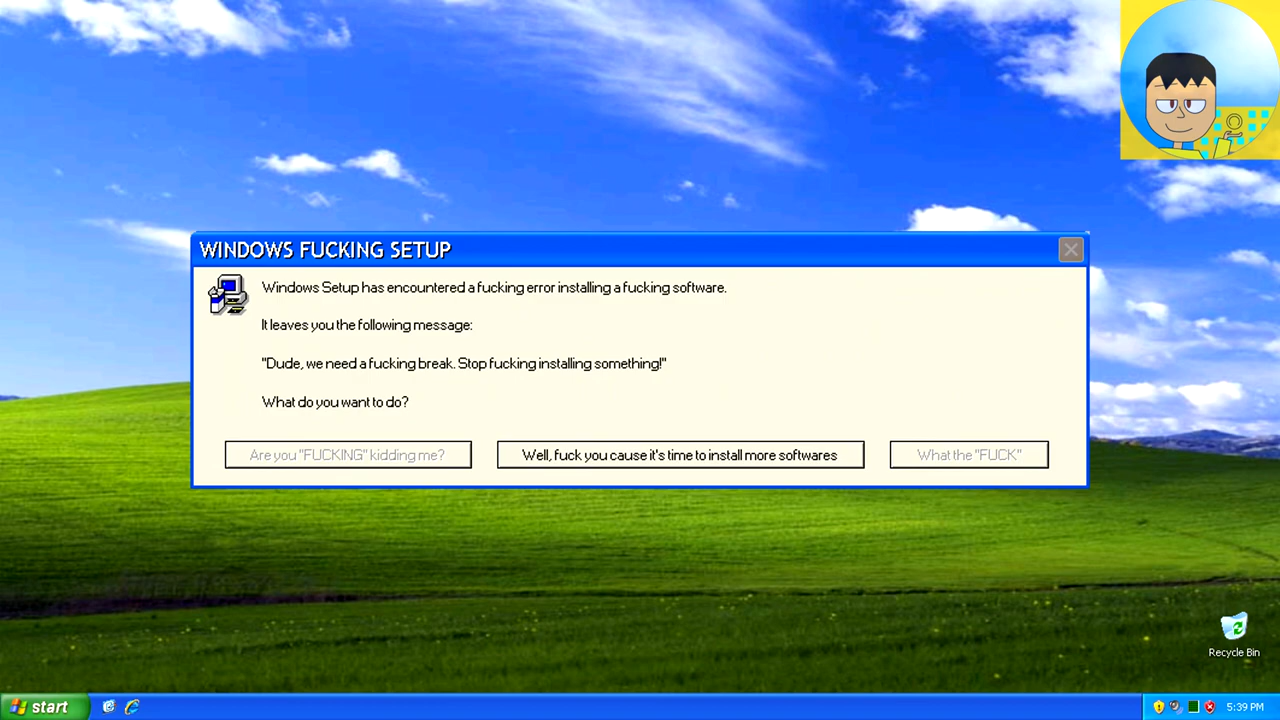 WINDOWS FUCKING SETUP
Windows Setup has encountered a fucking error installing a fucking software.
It leaves you the following message:
"Dude, we need a fucking break. Stop fucking installing something!"
What do you want to do?
Are you "FUCKING" kidding me?
Well, fuck you cause it's time to install more softwares
What the "FUCK"
Recycle Bin
start
5:39 PM